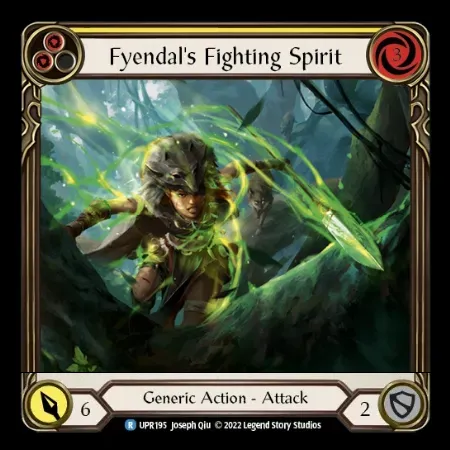 Fyendal's Fighting Spirit
3
6
Generic Action - Attack
2
R UPR195 Joseph Qiu © 2022 Legend Story Studios